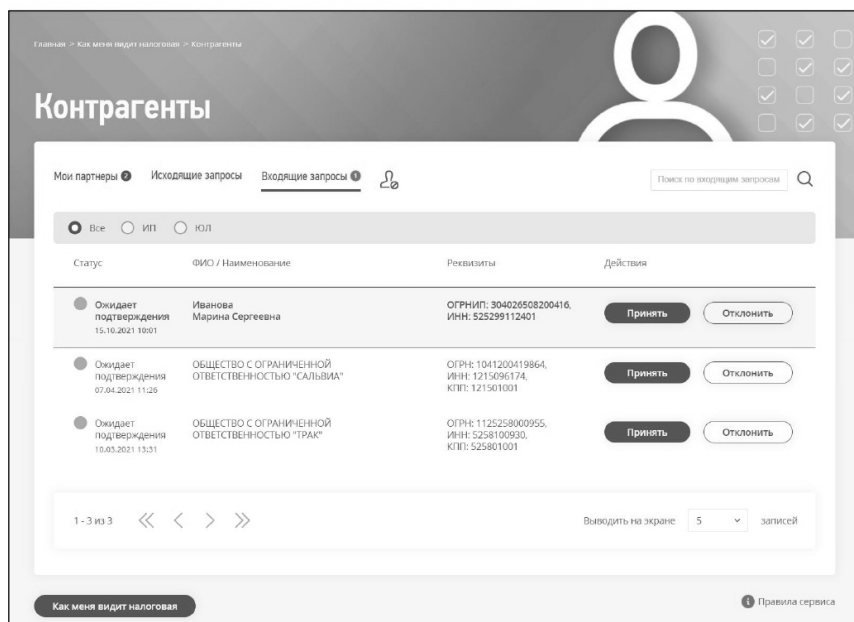 Главная > Как меня видит налоговая > Контрагенты
Контрагенты
Мои партнеры 2 Исходящие запросы Входящие запросы 1 Поиск по входящим запросам
Все ИП ЮЛ
Статус ФИО / Наименование Реквизиты Действия
Ожидает Иванова ОГРНИП: 304026508200416,
подтверждения Марина Сергеевна ИНН: 525299112401 Принять Отклонить
15.10.2021 10:01
Ожидает ОБЩЕСТВО С ОГРАНИЧЕННОЙ ОГРН: 1041200419864,
подтверждения ОТВЕТСТВЕННОСТЬЮ "САЛЬВИА" ИНН: 1215096174, Принять Отклонить
07.04.2021 11:26 КПП: 121501001
Ожидает ОБЩЕСТВО С ОГРАНИЧЕННОЙ ОГРН: 1125258000955,
подтверждения ОТВЕТСТВЕННОСТЬЮ "ТРАК" ИНН: 5258100930, Принять Отклонить
10.03.2021 13:31 КПП: 525801001
1 - 3 из 3 Выводить на экране 5 записей
Как меня видит налоговая Правила сервиса